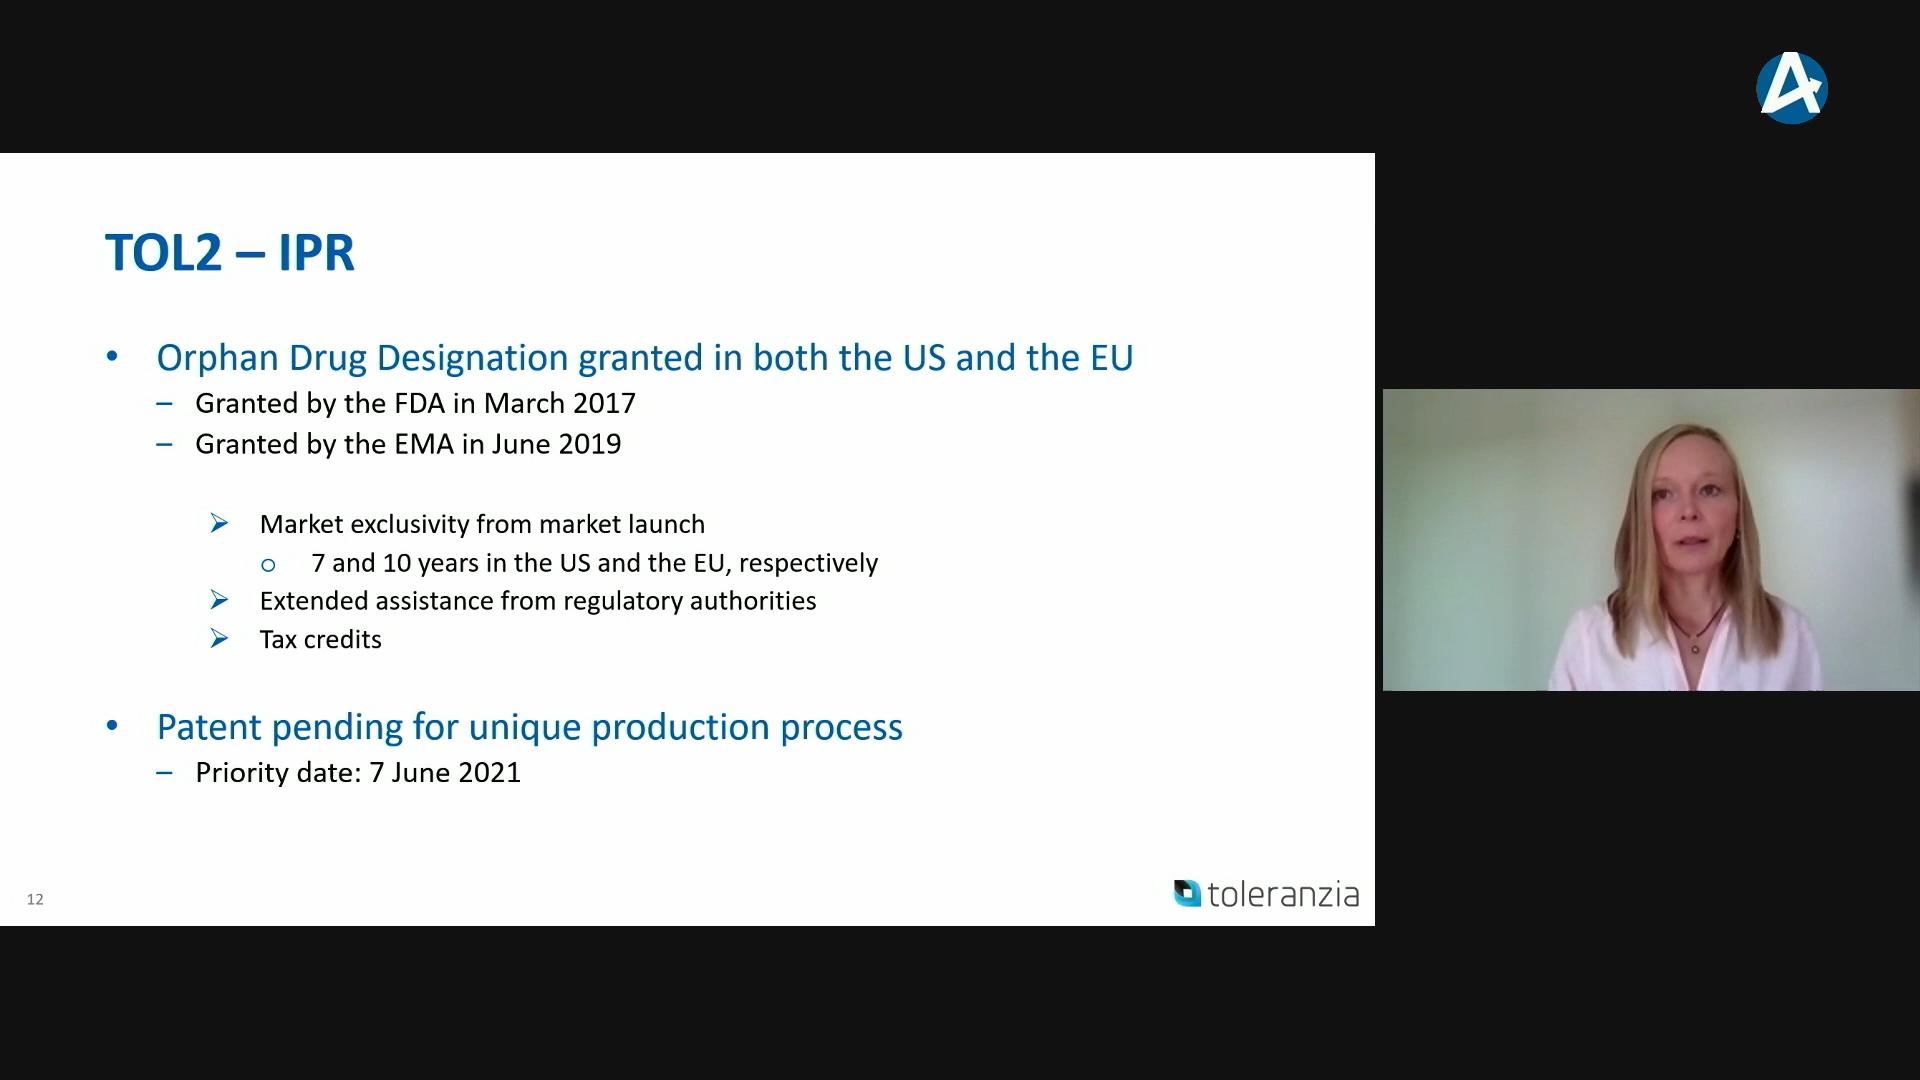 TOL2 – IPR
• Orphan Drug Designation granted in both the US and the EU
– Granted by the FDA in March 2017
– Granted by the EMA in June 2019
➢ Market exclusivity from market launch
o 7 and 10 years in the US and the EU, respectively
➢ Extended assistance from regulatory authorities
➢ Tax credits
• Patent pending for unique production process
– Priority date: 7 June 2021
12
toleranzia